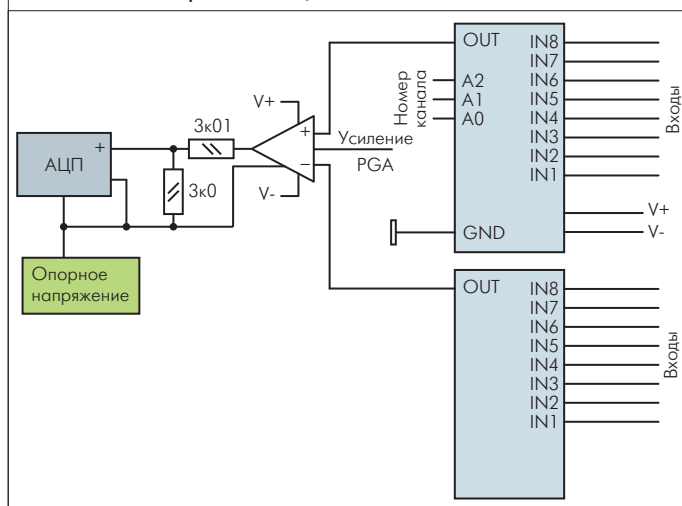 АЦП
+
Опорное
напряжение
3к01
3к0
V+
V-
+
−
Усиление
PGA
Номер
канала
OUT
A2
A1
A0
GND
IN8
IN7
IN6
IN5
IN4
IN3
IN2
IN1
Входы
V+
V-
OUT
IN8
IN7
IN6
IN5
IN4
IN3
IN2
IN1
Входы